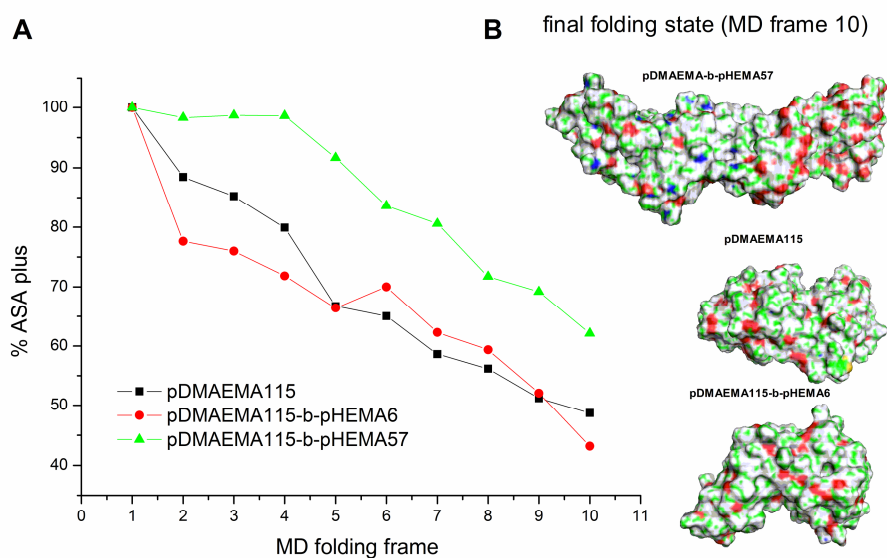 A
B
final folding state (MD frame 10)
% ASA plus
100
90
80
70
60
50
40
pDMAEMA115
pDMAEMA115-b-pHEMA6
pDMAEMA115-b-pHEMA57
0 1 2 3 4 5 6 7 8 9 10 11
MD folding frame
pDMAEMA-b-pHEMA57
pDMAEMA115
pDMAEMA115-b-pHEMA6